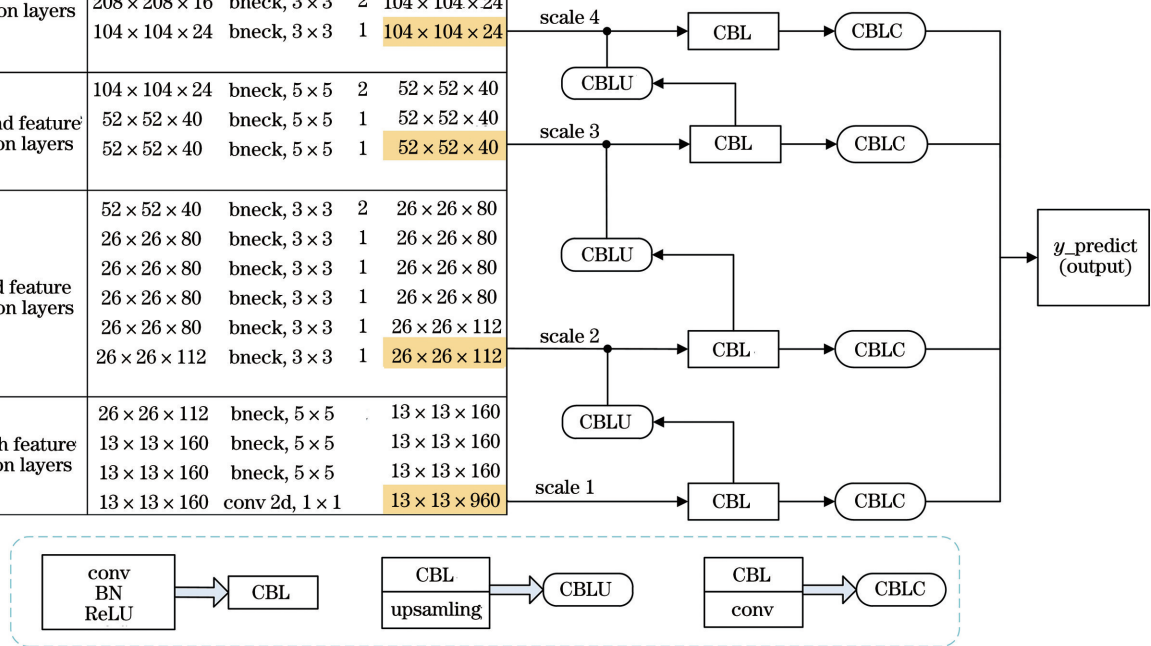 on layers
208 × 208 × 16 bneck, 3 × 3 2 104 × 104 × 24
104 × 104 × 24 bneck, 3 × 3 1 104 × 104 × 24
scale 4
CBL
CBLC
CBLU
104 × 104 × 24 bneck, 5 × 5 2 52 × 52 × 40
52 × 52 × 40 bneck, 5 × 5 1 52 × 52 × 40
52 × 52 × 40 bneck, 5 × 5 1 52 × 52 × 40
feature
on layers
scale 3
CBL
CBLC
CBLU
52 × 52 × 40 bneck, 3 × 3 2 26 × 26 × 80
26 × 26 × 80 bneck, 3 × 3 1 26 × 26 × 80
26 × 26 × 80 bneck, 3 × 3 1 26 × 26 × 80
26 × 26 × 80 bneck, 3 × 3 1 26 × 26 × 80
26 × 26 × 80 bneck, 3 × 3 1 26 × 26 × 112
26 × 26 × 112 bneck, 3 × 3 1 26 × 26 × 112
d feature
on layers
scale 2
CBL
CBLC
CBLU
y_predict
(output)
26 × 26 × 112 bneck, 5 × 5 13 × 13 × 160
13 × 13 × 160 bneck, 5 × 5 13 × 13 × 160
13 × 13 × 160 bneck, 5 × 5 13 × 13 × 160
13 × 13 × 160 conv 2d, 1 × 1 13 × 13 × 960
h feature
on layers
scale 1
CBL
CBLC
conv
BN
ReLU
CBL
CBL
upsamling
CBLU
CBL
conv
CBLC